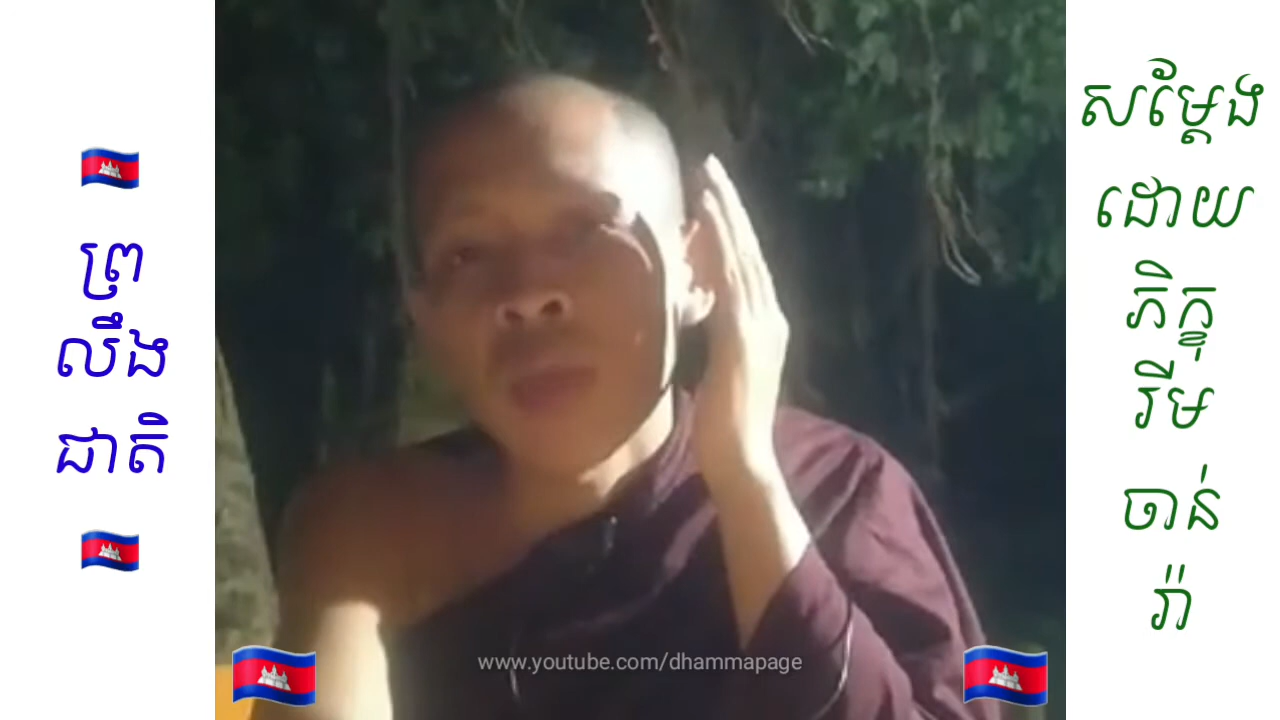 ព្រ
លឹង
ជាតិ
សម្ដែង
ដោយ
ភិក្ខុ
រីម
ចាន់
រ៉ា
www.youtube.com/dhammapage